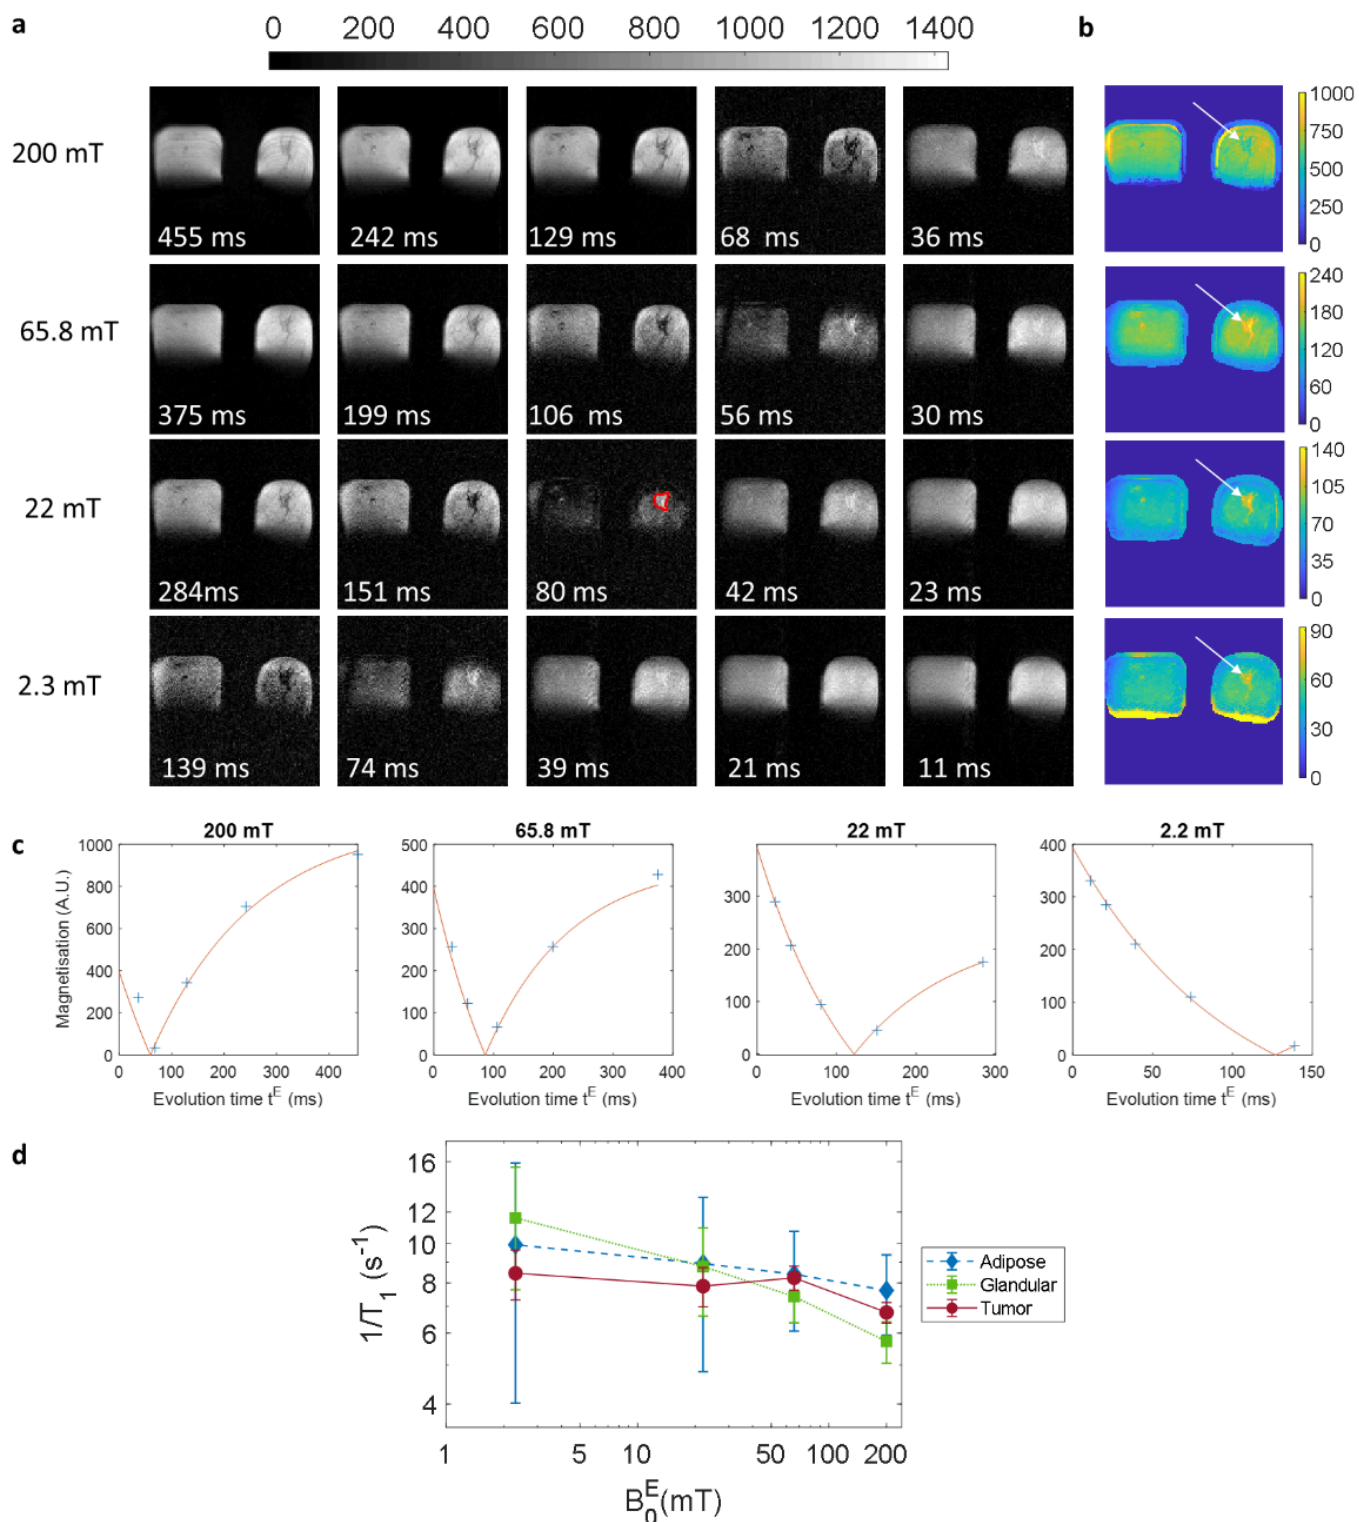 a
0 200 400 600 800 1000 1200 1400
b
200 mT
455 ms 242 ms 129 ms 68 ms 36 ms
1000
750
500
250
0
65.8 mT
375 ms 199 ms 106 ms 56 ms 30 ms
240
180
120
60
0
22 mT
284ms 151 ms 80 ms 42 ms 23 ms
140
105
70
35
0
2.3 mT
139 ms 74 ms 39 ms 21 ms 11 ms
90
60
30
0
c
200 mT
Magnetisation (A.U.)
1000
800
600
400
200
0
0 100 200 300 400
Evolution time t^E (ms)
65.8 mT
500
400
300
200
100
0
0 100 200 300 400
Evolution time t^E (ms)
22 mT
300
200
100
0
0 100 200 300
Evolution time t^E (ms)
2.2 mT
300
200
100
0
0 50 100 150
Evolution time t^E (ms)
d
1/T_1 (s^-1)
16
12
10
8
6
4
1 5 10 50 100 200
B_0^E(mT)
Adipose
Glandular
Tumor